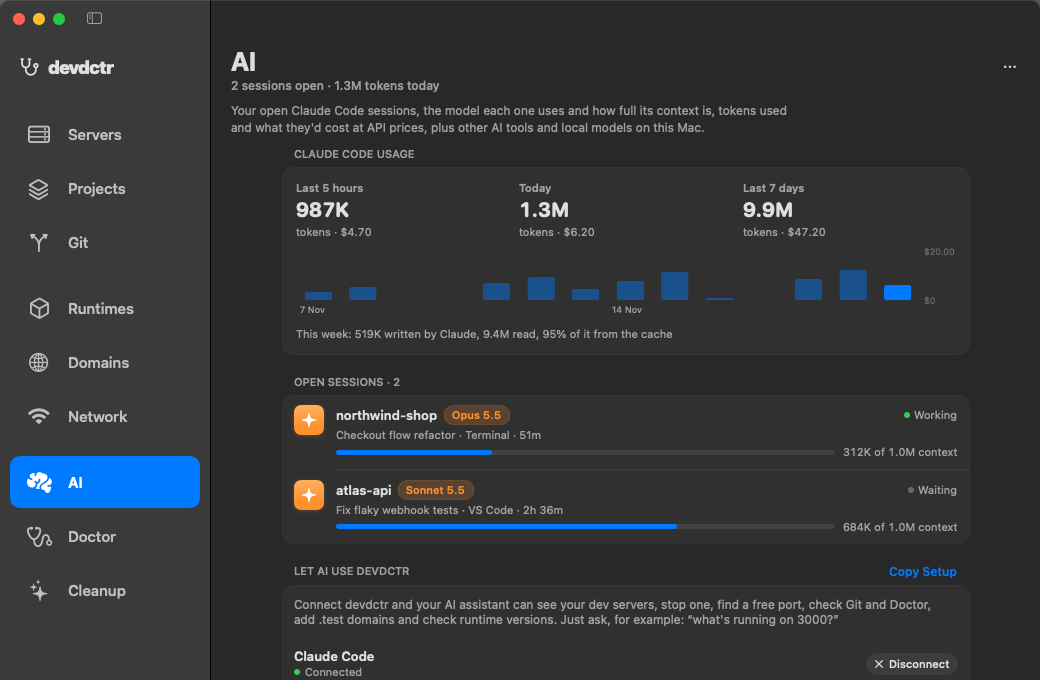 devdctr
Servers
Projects
Git
Runtimes
Domains
Network
AI
Doctor
Cleanup
AI
2 sessions open · 1.3M tokens today
Your open Claude Code sessions, the model each one uses and how full its context is, tokens used
and what they'd cost at API prices, plus other AI tools and local models on this Mac.
CLAUDE CODE USAGE
Last 5 hours
987K
tokens · $4.70
Today
1.3M
tokens · $6.20
Last 7 days
9.9M
tokens · $47.20
$20.00
$0
7 Nov
14 Nov
This week: 519K written by Claude, 9.4M read, 95% of it from the cache
OPEN SESSIONS · 2
northwind-shop Opus 5.5
Working
Checkout flow refactor · Terminal · 51m
312K of 1.0M context
atlas-api Sonnet 5.5
Waiting
Fix flaky webhook tests · VS Code · 2h 36m
684K of 1.0M context
LET AI USE DEVDCTR
Copy Setup
Connect devdctr and your AI assistant can see your dev servers, stop one, find a free port, check Git and Doctor,
add .test domains and check runtime versions. Just ask, for example: “what's running on 3000?”
Claude Code
Connected
Disconnect